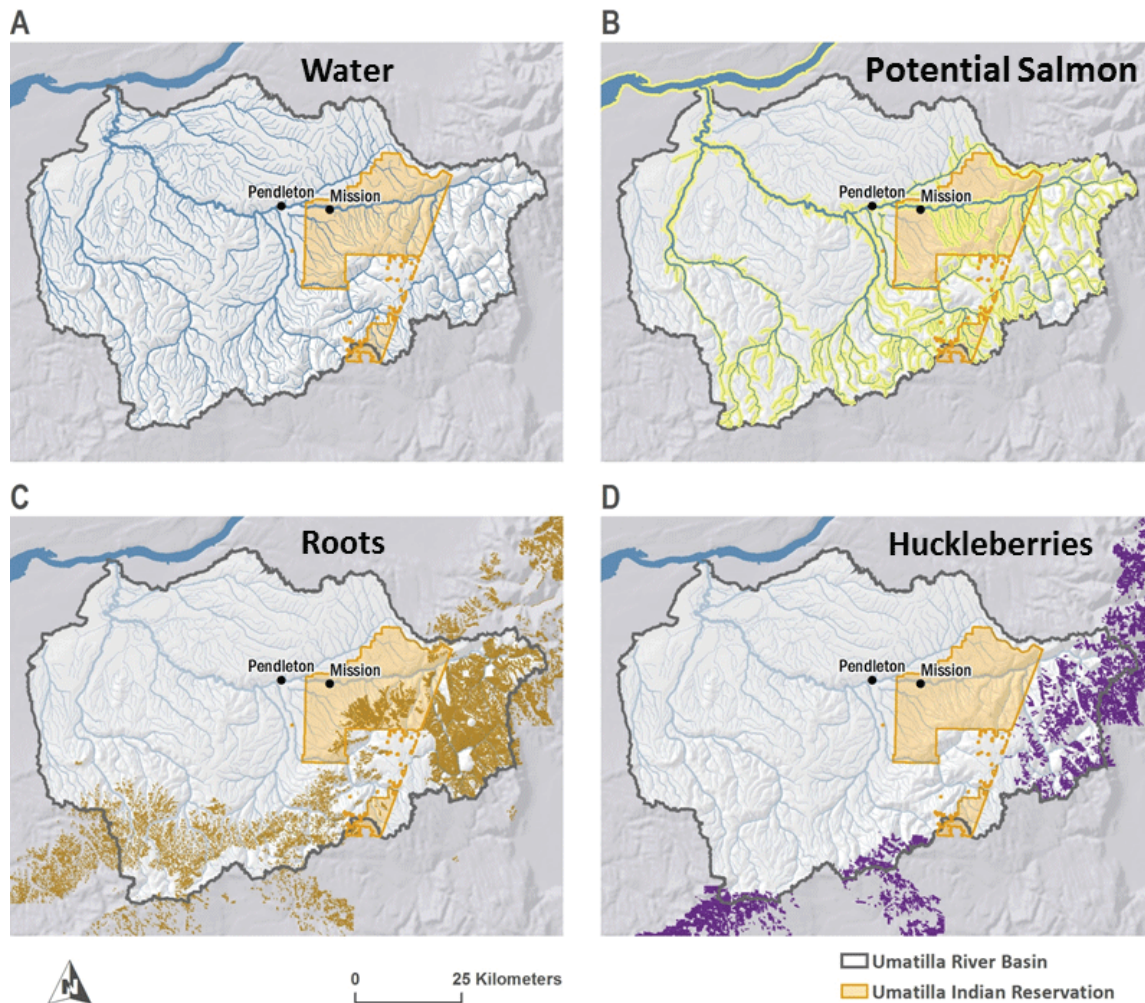 A
Water
Pendleton
Mission
B
Potential Salmon
Pendleton
Mission
C
Roots
Pendleton
Mission
D
Huckleberries
Pendleton
Mission
N
0 25 Kilometers
Umatilla River Basin
Umatilla Indian Reservation